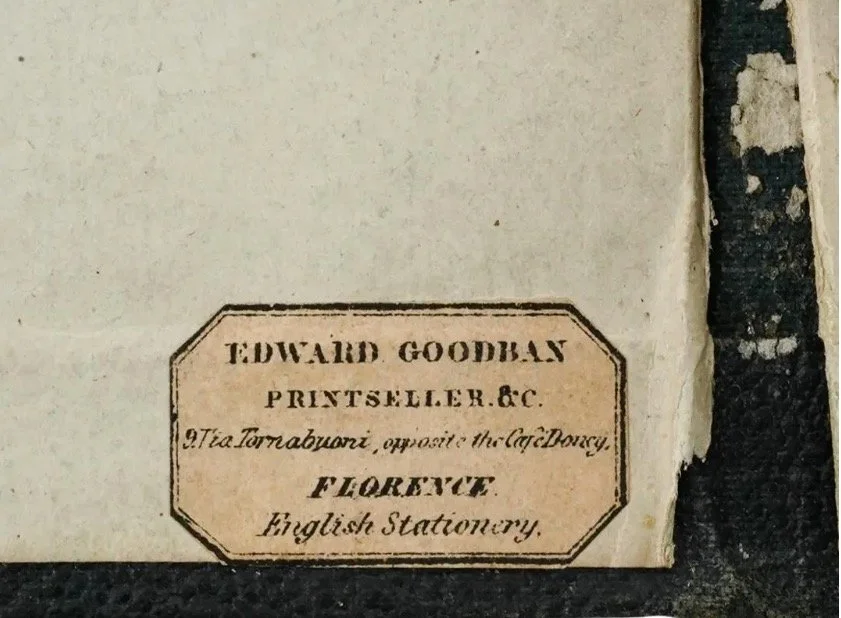 EDWARD GOODBAN
PRINTSELLER.&C.
9.Via Tornabuoni, opposite the Café Doney,
FLORENCE
English Stationery.